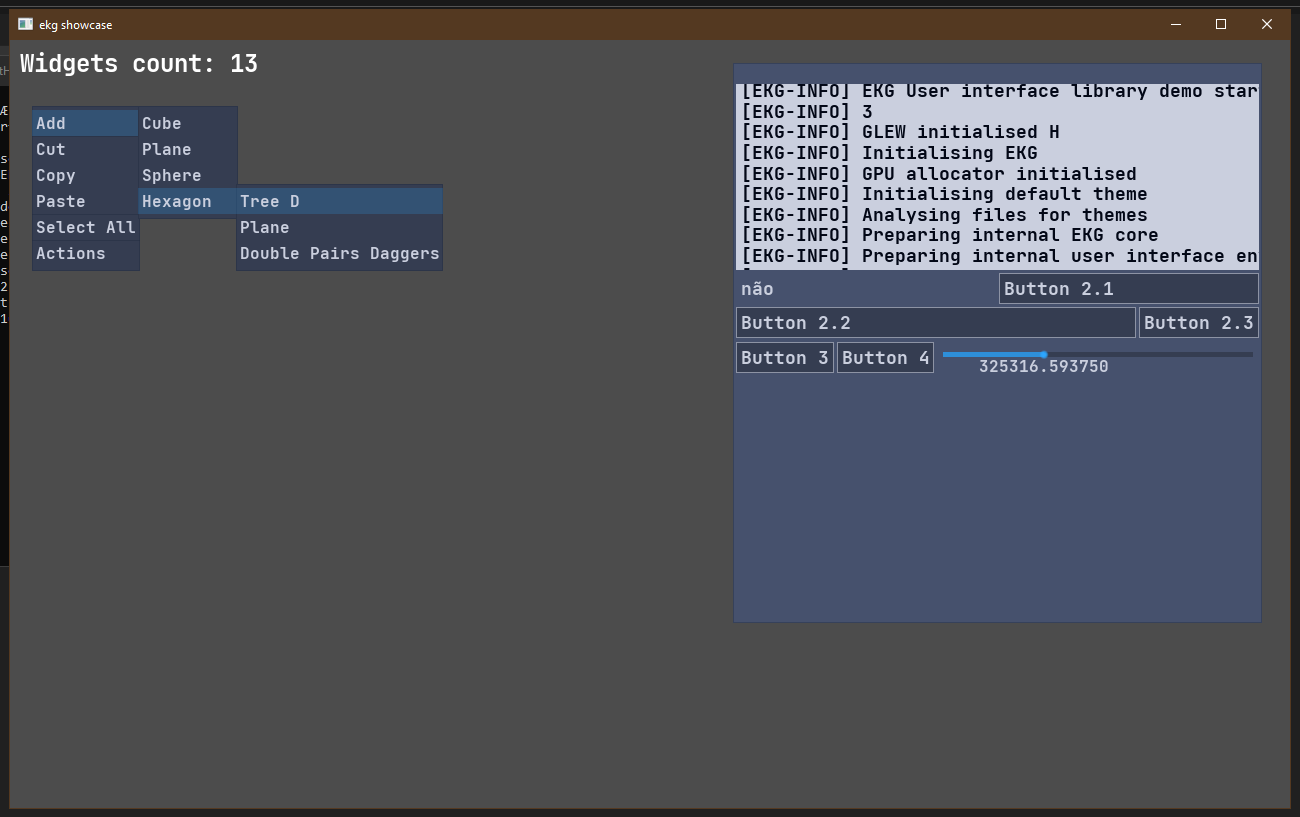 ekg showcase
Widgets count: 13
Add
Cut
Copy
Paste
Select All
Actions
Cube
Plane
Sphere
Hexagon
Tree D
Plane
Double Pairs Daggers
[EKG-INFO] EKG User interface library demo star
[EKG-INFO] 3
[EKG-INFO] GLEW initialised H
[EKG-INFO] Initialising EKG
[EKG-INFO] GPU allocator initialised
[EKG-INFO] Initialising default theme
[EKG-INFO] Analysing files for themes
[EKG-INFO] Preparing internal EKG core
[EKG-INFO] Preparing internal user interface en
não
Button 2.1
Button 2.2
Button 2.3
Button 3
Button 4
325316.593750